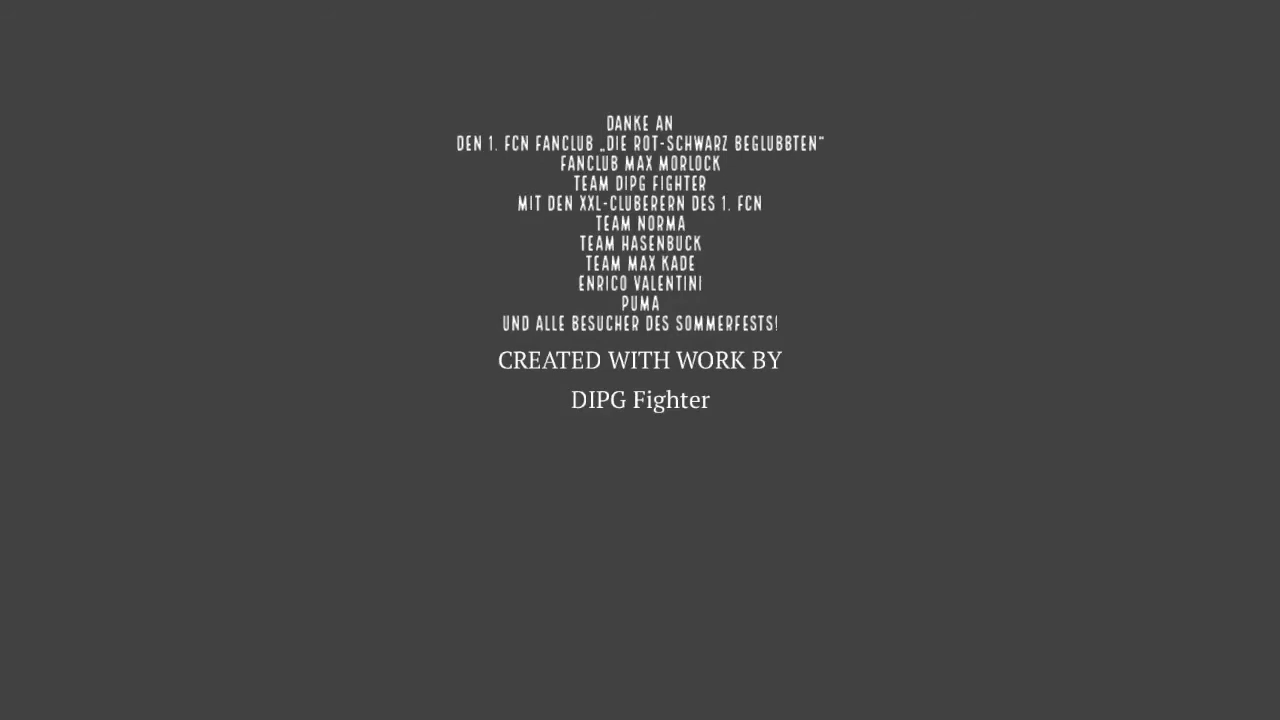 DANKE AN
DEN 1. FCN FANCLUB „DIE ROT-SCHWARZ BEGLUBBTEN“
FANCLUB MAX MORLOCK
TEAM DIPG FIGHTER
MIT DEN XXL-CLUBERERN DES 1. FCN
TEAM NORMA
TEAM HASENBUCK
TEAM MAX KADE
ENRICO VALENTINI
PUMA
UND ALLE BESUCHER DES SOMMERFESTS!
CREATED WITH WORK BY
DIPG Fighter